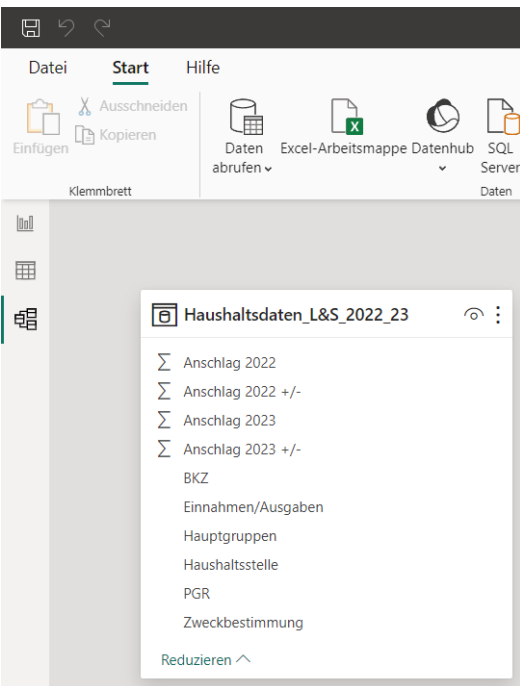 Datei Start Hilfe
Ausschneiden
Kopieren
Einfügen
Daten abrufen
Excel-Arbeitsmappe
Datenhub
SQL Server
Klemmbrett
Daten
Haushaltsdaten_L&S_2022_23
Anschlag 2022
Anschlag 2022 +/-
Anschlag 2023
Anschlag 2023 +/-
BKZ
Einnahmen/Ausgaben
Hauptgruppen
Haushaltsstelle
PGR
Zweckbestimmung
Reduzieren